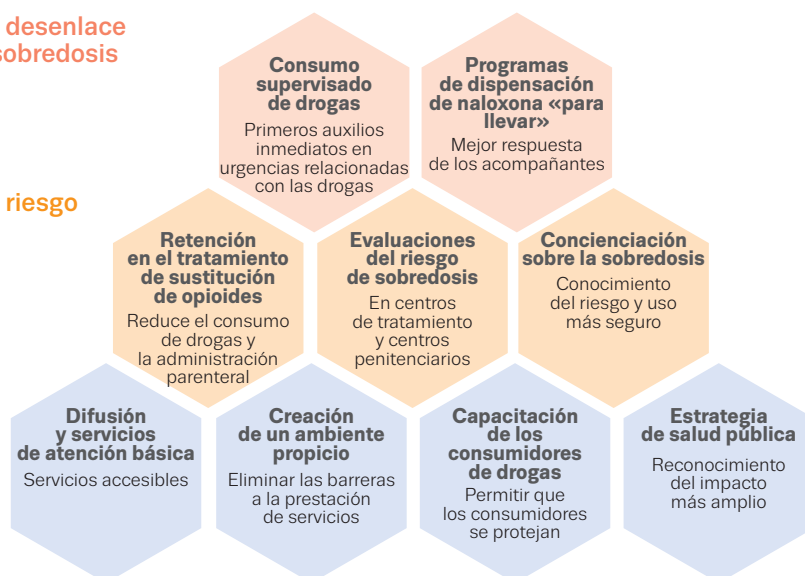 desenlace
sobredosis
Consumo
supervisado
de drogas
Primeros auxilios
inmediatos en
urgencias relacionadas
con las drogas
Programas
de dispensación
de naloxona «para
llevar»
Mejor respuesta
de los acompañantes
riesgo
Retención
en el tratamiento
de sustitución
de opioides
Reduce el consumo
de drogas y
la administración
parenteral
Evaluaciones
del riesgo
de sobredosis
En centros
de tratamiento
y centros
penitenciarios
Concienciación
sobre la sobredosis
Conocimiento
del riesgo y uso
más seguro
Difusión
y servicios
de atención básica
Servicios accesibles
Creación
de un ambiente
propicio
Eliminar las barreras
a la prestación
de servicios
Capacitación
de los
consumidores
de drogas
Permitir que
los consumidores
se protejan
Estrategia
de salud pública
Reconocimiento
del impacto
más amplio